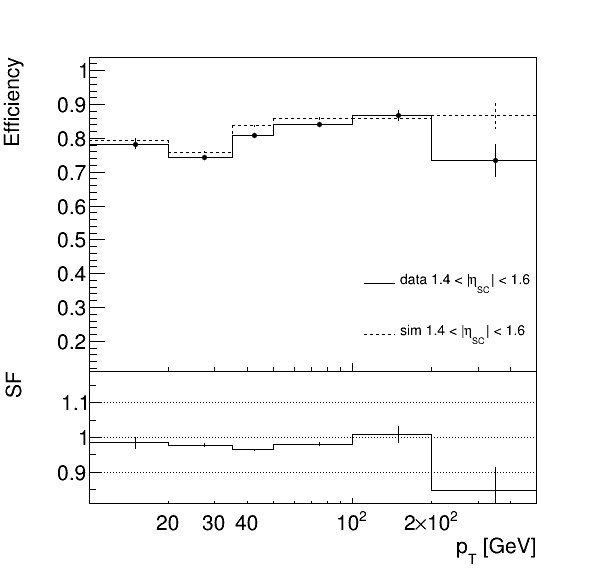 Efficiency
1
0.9
0.8
0.7
0.6
0.5
0.4
0.3
0.2
data 1.4 < |η_SC| < 1.6
sim 1.4 < |η_SC| < 1.6
SF
1.1
1
0.9
20 30 40 10² 2×10²
p_T [GeV]